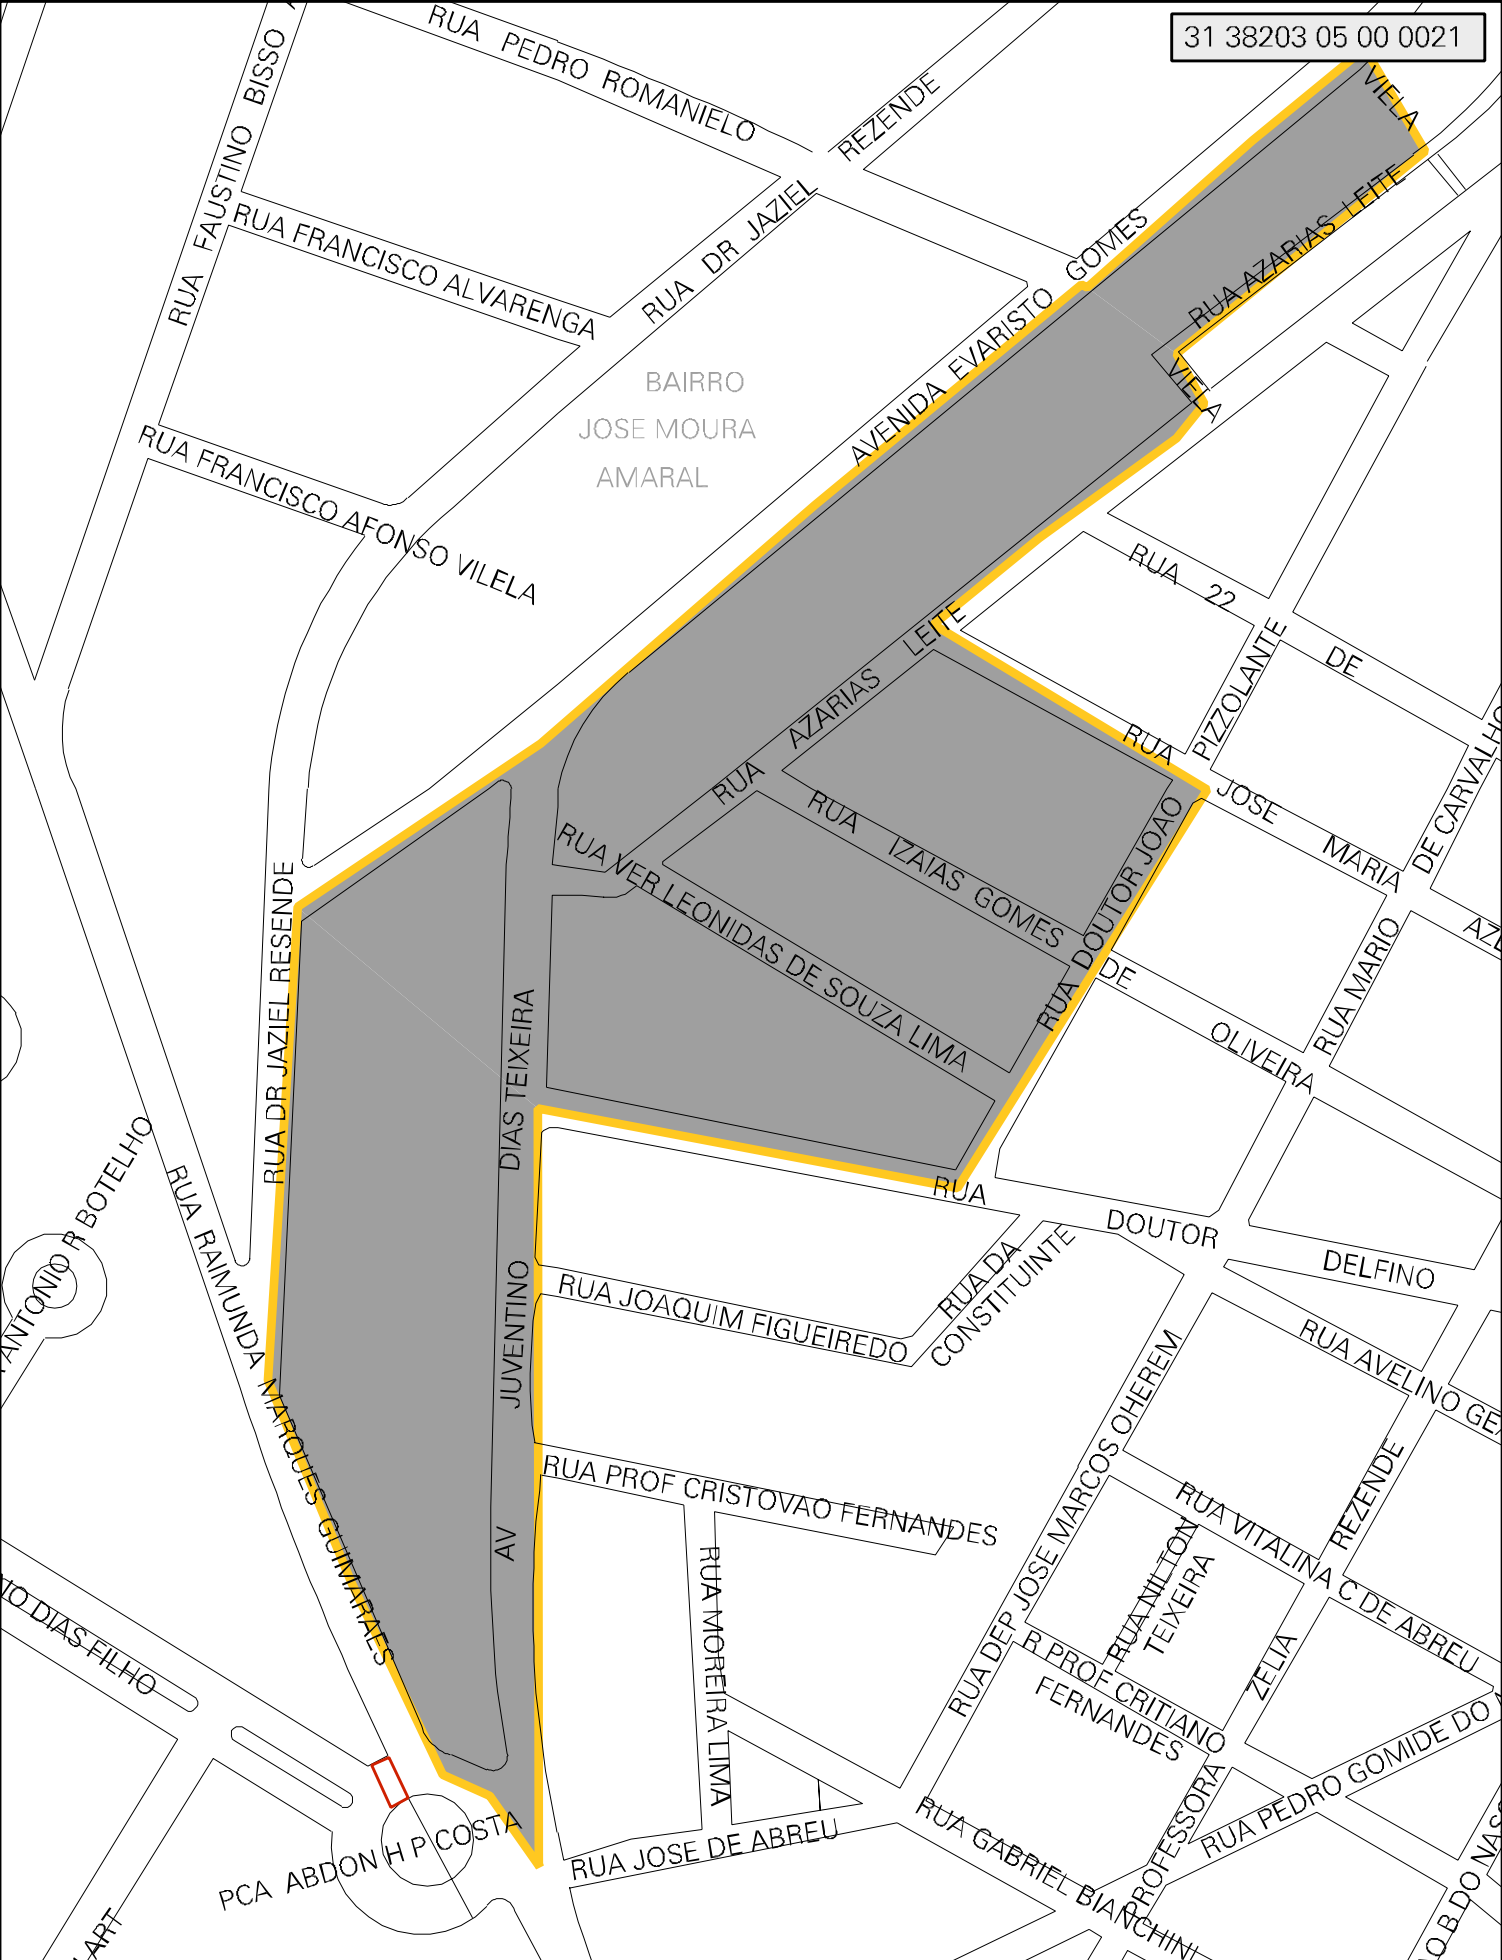 31 38203 05 00 0021
RUA PEDRO ROMANIELO
RUA FAUSTINO BISSO
VIELA
REZENDE
RUA DR JAZIEL
RUA FRANCISCO ALVARENGA
AVENIDA EVARISTO GOMES
RUA AZARIAS LEITE
VIELA
BAIRRO
JOSE MOURA
AMARAL
RUA FRANCISCO AFONSO VILELA
RUA 22 DE
PIZZOLANTE
RUA AZARIAS LEITE
RUA JOSE MARIA
DE CARVALHO
RUA IZAIAS GOMES
RUA VER LEONIDAS DE SOUZA LIMA
RUA DOUTOR JOAO
DE OLIVEIRA
RUA MARIO
RUA DR JAZIEL RESENDE
AV JUVENTINO DIAS TEIXEIRA
ANTONIO R BOTELHO
RUA RAIMUNDA MARQUES GUIMARAES
RUA DOUTOR DELFINO
RUA DA
CONSTITUINTE
RUA JOAQUIM FIGUEIREDO
RUA AVELINO
RUA DEP JOSE MARCOS OHEREM
RUA PROF CRISTOVAO FERNANDES
REZENDE
RUA VITALINA C DE ABREU
RUA NILTON
TEIXEIRA
RUA MOREIRA LIMA
DIAS FILHO
R PROF CRITIANO
FERNANDES
ZELIA
PROFESSORA
RUA PEDRO GOMIDE DO
PCA ABDON H P COSTA
RUA JOSE DE ABREU
RUA GABRIEL BIANCHINI
B DO